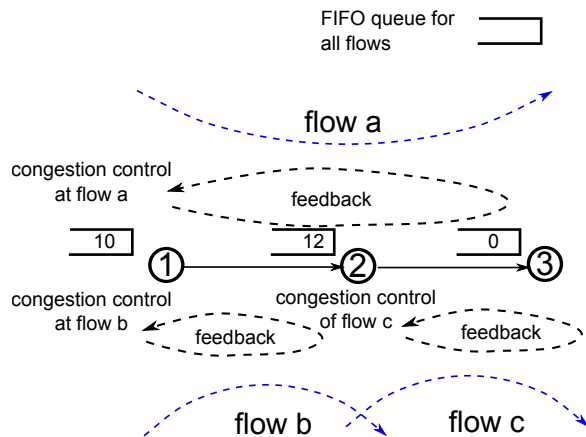 FIFO queue for
all flows
flow a
congestion control
at flow a
feedback
10
12
0
1
2
3
congestion control
at flow b
feedback
congestion control
of flow c
feedback
flow b
flow c